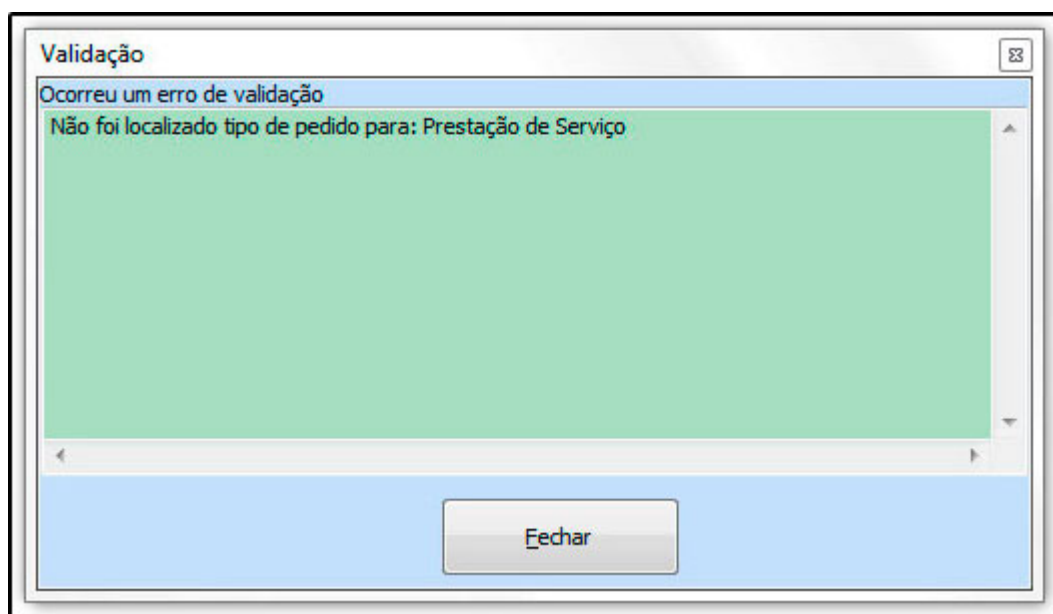 Validação
Ocorreu um erro de validação
Não foi localizado tipo de pedido para: Prestação de Serviço
Fechar